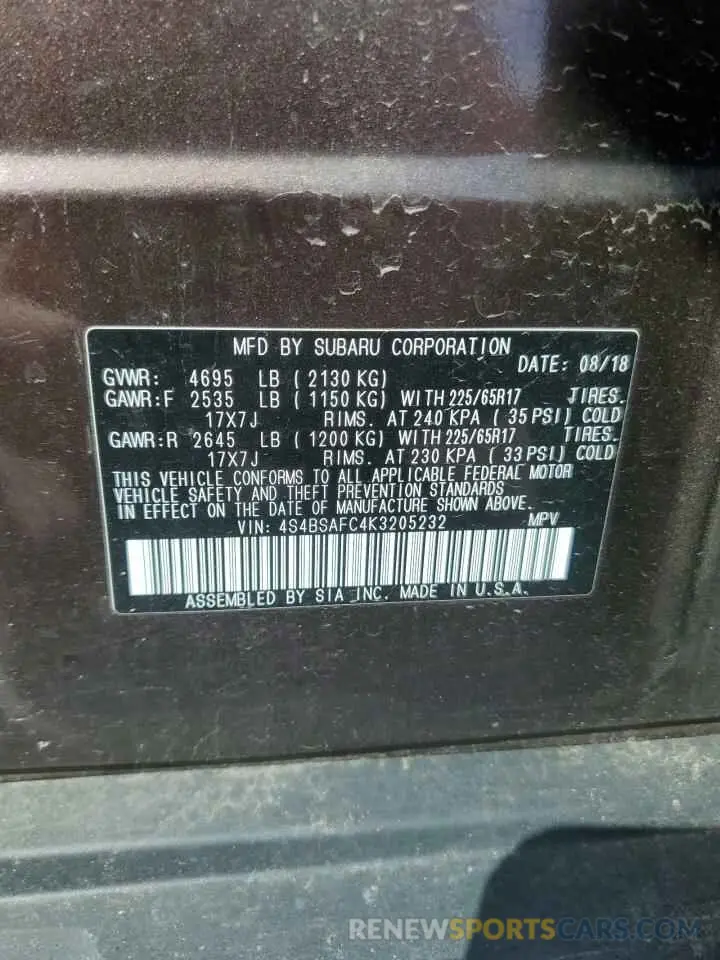 MFD BY SUBARU CORPORATION
DATE: 08/18
GVWR: 4695 LB ( 2130 KG)
GAWR:F 2535 LB ( 1150 KG) WITH 225/65R17 TIRES.
17X7J RIMS. AT 240 KPA ( 35 PSI) COLD
GAWR:R 2645 LB ( 1200 KG) WITH 225/65R17 TIRES.
17X7J RIMS. AT 230 KPA ( 33 PSI) COLD
THIS VEHICLE CONFORMS TO ALL APPLICABLE FEDERAL MOTOR
VEHICLE SAFETY AND THEFT PREVENTION STANDARDS
IN EFFECT ON THE DATE OF MANUFACTURE SHOWN ABOVE.
VIN: 4S4BSAFC4K3205232 MPV
ASSEMBLED BY SIA INC. MADE IN U.S.A.
RENEWSPORTSCARS.COM